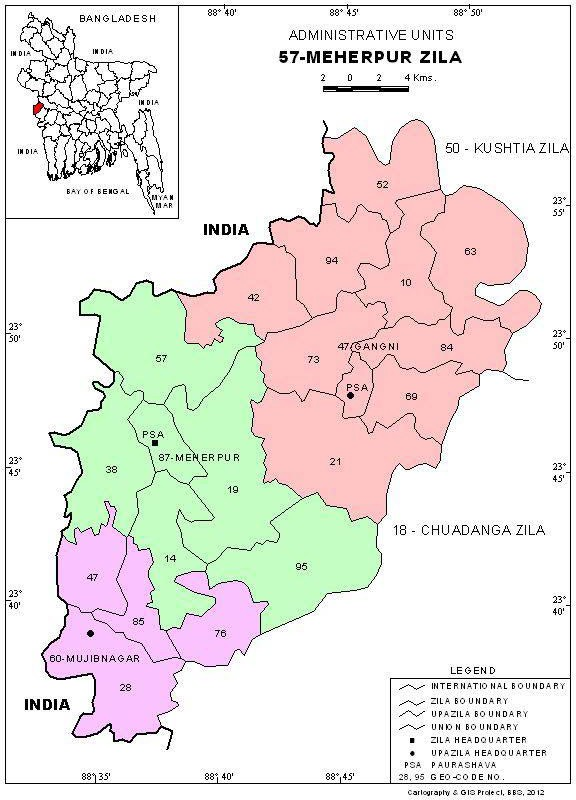 88° 40'
88° 45'
88° 50'
BANGLADESH
INDIA
INDIA
INDIA
INDIA
BAY OF BENGAL
MYAN
MAR
ADMINISTRATIVE UNITS
57-MEHERPUR ZILA
2 0 2 4 Kms.
50 - KUSHTIA ZILA
52
23°
55'
INDIA
63
94
10
42
23°
50'
23°
50'
47-GANGNI
84
57
73
PSA
69
PSA
87-MEHERPUR
21
38
23°
45'
23°
45'
19
18 - CHUADANGA ZILA
14
95
47
23°
40'
23°
40'
85
76
60-MUJIBNAGAR
28
INDIA
LEGEND
INTERNATIONAL BOUNDARY
ZILA BOUNDARY
UPAZILA BOUNDARY
UNION BOUNDARY
ZILA HEADQUARTER
UPAZILA HEADQUARTER
PSA PAURASHAVA
28, 95 GEO-CODE NO.
88° 35'
88° 40'
88° 45'
Cartography & GIS Project, BBS, 2012